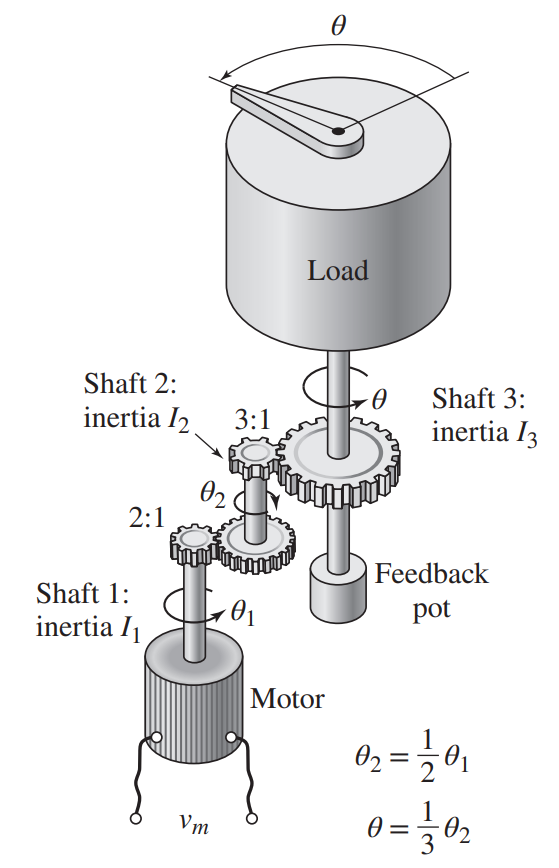 θ
Load
Shaft 2:
inertia I₂
3:1
θ
Shaft 3:
inertia I₃
θ₂
2:1
Shaft 1:
inertia I₁
θ₁
Feedback
pot
Motor
vₘ
θ₂ = 1/2 θ₁
θ = 1/3 θ₂